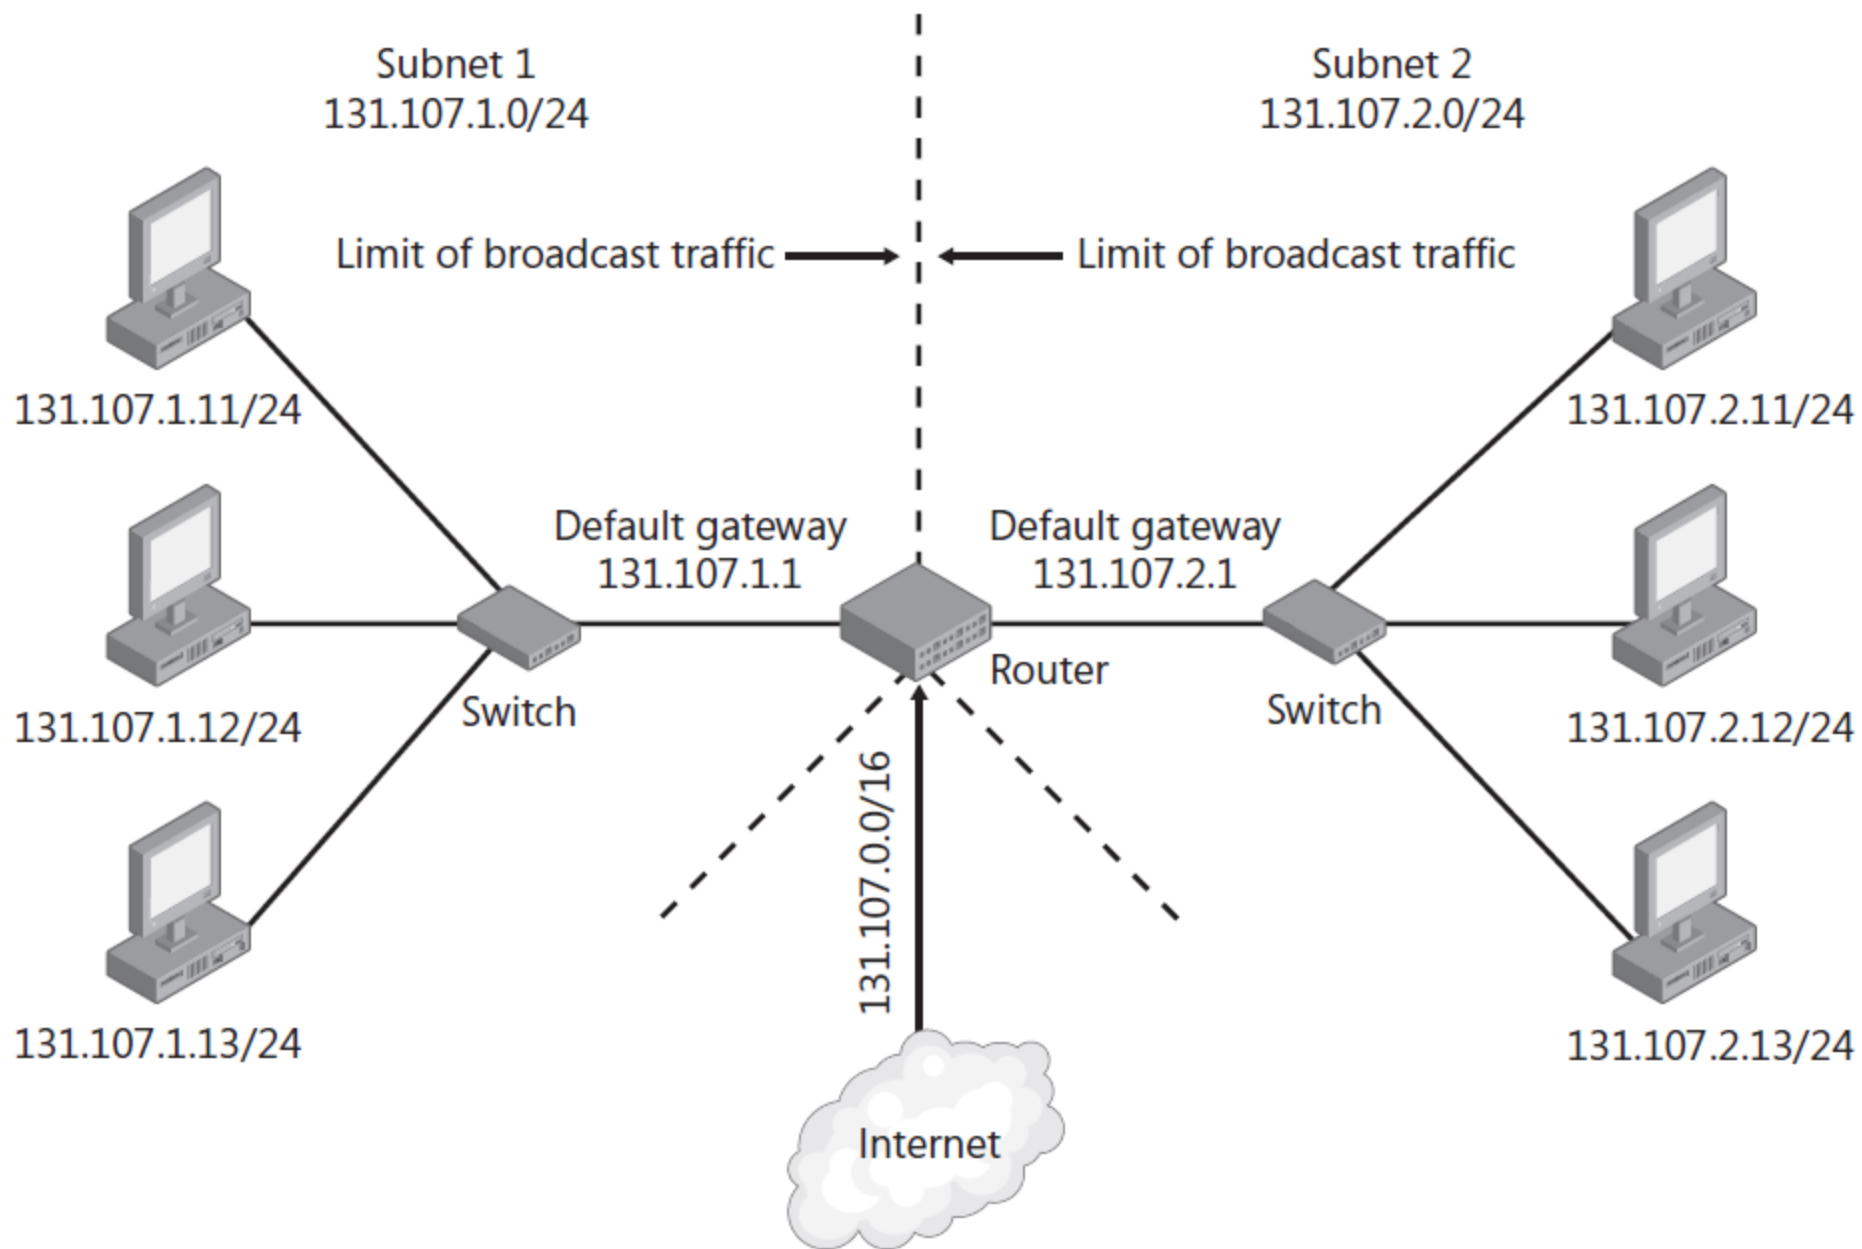 Subnet 1
131.107.1.0/24
Subnet 2
131.107.2.0/24
Limit of broadcast traffic
Limit of broadcast traffic
131.107.1.11/24
131.107.2.11/24
Default gateway
131.107.1.1
Default gateway
131.107.2.1
Router
Switch
Switch
131.107.1.12/24
131.107.2.12/24
131.107.0.0/16
131.107.1.13/24
131.107.2.13/24
Internet